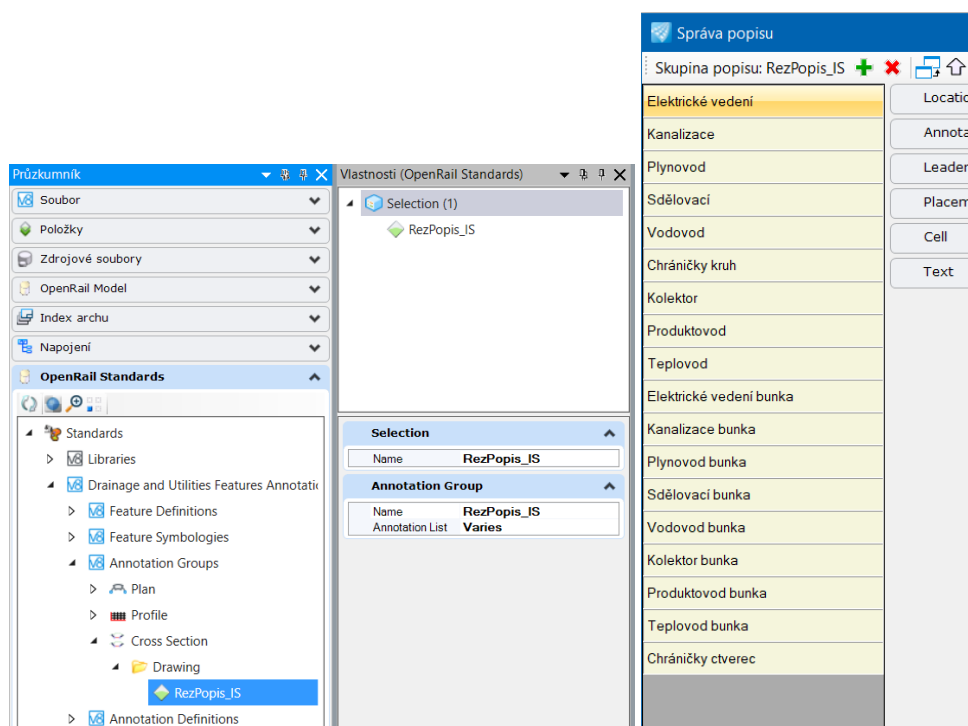 Průzkumník
Soubor
Položky
Zdrojové soubory
OpenRail Model
Index archu
Napojení
OpenRail Standards
Standards
Libraries
Drainage and Utilities Features Annotatic
Feature Definitions
Feature Symbologies
Annotation Groups
Plan
Profile
Cross Section
Drawing
RezPopis_IS
Annotation Definitions
Vlastnosti (OpenRail Standards)
Selection (1)
RezPopis_IS
Selection
Name RezPopis_IS
Annotation Group
Name RezPopis_IS
Annotation List Varies
Správa popisu
Skupina popisu: RezPopis_IS
Elektrické vedení
Kanalizace
Plynovod
Sdělovací
Vodovod
Chráničky kruh
Kolektor
Produktovod
Teplovod
Elektrické vedení bunka
Kanalizace bunka
Plynovod bunka
Sdělovací bunka
Vodovod bunka
Kolektor bunka
Produktovod bunka
Teplovod bunka
Chráničky ctverec
Locatio
Annota
Leader
Placem
Cell
Text